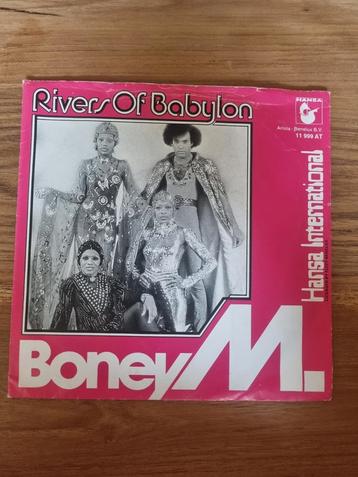 HANSA
Rivers Of Babylon
Ariola - Benelux B.V.
11 999 AT
Hansa International
Boney M.